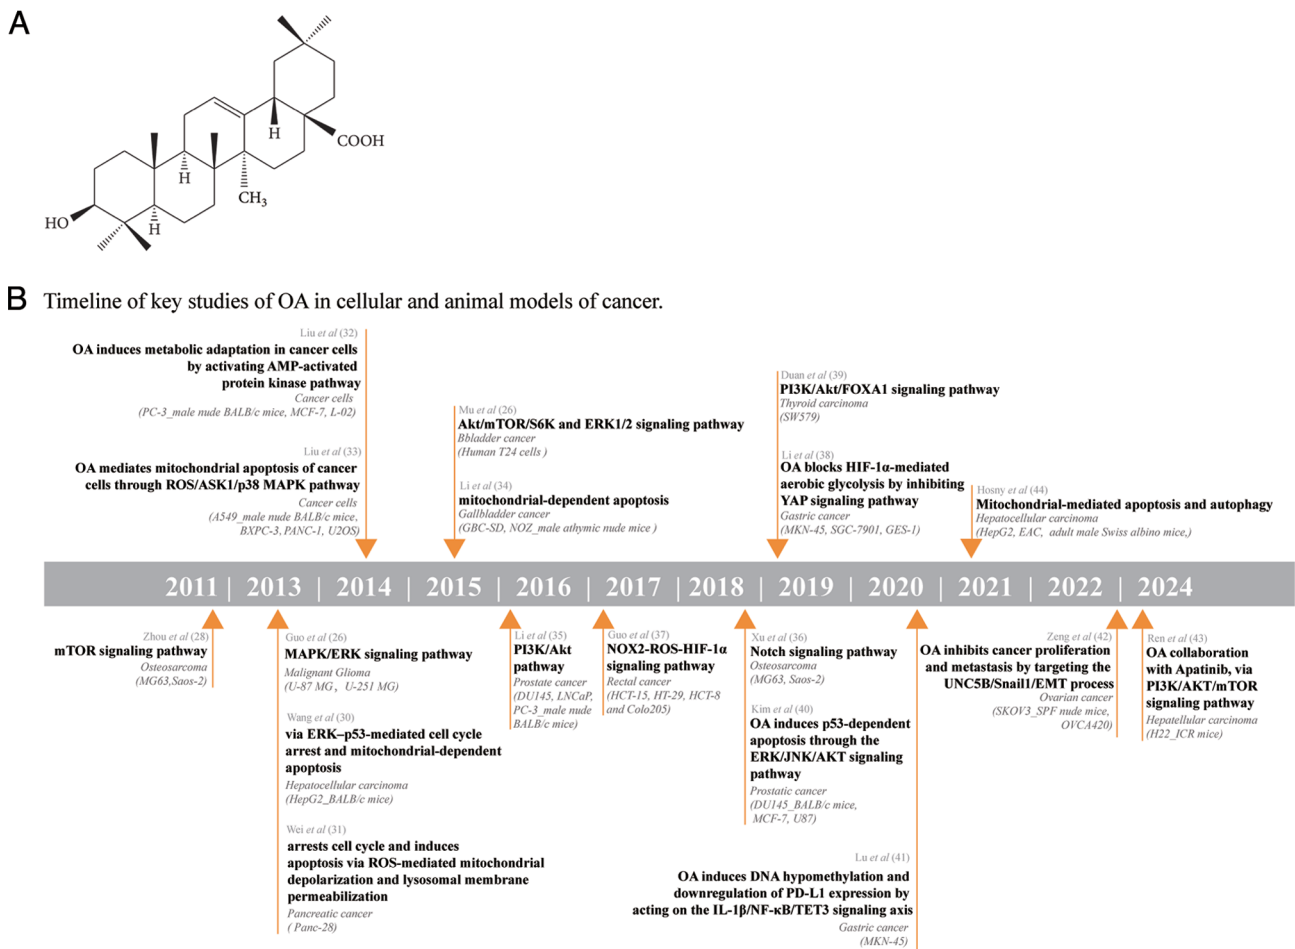 A
H
COOH
H
CH3
HO
H
B Timeline of key studies of OA in cellular and animal models of cancer.
Liu et al (32)
OA induces metabolic adaptation in cancer cells
by activating AMP-activated
protein kinase pathway
Cancer cells
(PC-3_male nude BALB/c mice, MCF-7, L-02)
Liu et al (33)
OA mediates mitochondrial apoptosis of cancer
cells through ROS/ASK1/p38 MAPK pathway
Cancer cells
(A549_male nude BALB/c mice,
BXPC-3, PANC-1, U2OS)
Mu et al (26)
Akt/mTOR/S6K and ERK1/2 signaling pathway
Bbladder cancer
(Human T24 cells )
Li et al (34)
mitochondrial-dependent apoptosis
Gallbladder cancer
(GBC-SD, NOZ_male athymic nude mice )
Duan et al (39)
PI3K/Akt/FOXA1 signaling pathway
Thyroid carcinoma
(SW579)
Li et al (38)
OA blocks HIF-1α-mediated
aerobic glycolysis by inhibiting
YAP signaling pathway
Gastric cancer
(MKN-45, SGC-7901, GES-1)
Hosny et al (44)
Mitochondrial-mediated apoptosis and autophagy
Hepatocellular carcinoma
(HepG2, EAC, adult male Swiss albino mice,)
2011 | 2013 | 2014 | 2015 | 2016 | 2017 | 2018 | 2019 | 2020 | 2021 | 2022 | 2024
Zhou et al (28)
mTOR signaling pathway
Osteosarcoma
(MG63,Saos-2)
Guo et al (26)
MAPK/ERK signaling pathway
Malignant Glioma
(U-87 MG, U-251 MG)
Wang et al (30)
via ERK–p53-mediated cell cycle
arrest and mitochondrial-dependent
apoptosis
Hepatocellular carcinoma
(HepG2_BALB/c mice)
Wei et al (31)
arrests cell cycle and induces
apoptosis via ROS-mediated mitochondrial
depolarization and lysosomal membrane
permeabilization
Pancreatic cancer
( Panc-28)
Li et al (35)
PI3K/Akt
pathway
Prostate cancer
(DU145, LNCaP,
PC-3_male nude
BALB/c mice)
Guo et al (37)
NOX2-ROS-HIF-1α
signaling pathway
Rectal cancer
(HCT-15, HT-29, HCT-8
and Colo205)
Xu et al (36)
Notch signaling pathway
Osteosarcoma
(MG63, Saos-2)
Kim et al (40)
OA induces p53-dependent
apoptosis through the
ERK/JNK/AKT signaling
pathway
Prostatic cancer
(DU145_BALB/c mice,
MCF-7, U87)
Lu et al (41)
OA induces DNA hypomethylation and
downregulation of PD-L1 expression by
acting on the IL-1β/NF-κB/TET3 signaling axis
Gastric cancer
(MKN-45)
Zeng et al (42)
OA inhibits cancer proliferation
and metastasis by targeting the
UNC5B/Snail1/EMT process
Ovarian cancer
(SKOV3_SPF nude mice,
OVCA420)
Ren et al (43)
OA collaboration
with Apatinib, via
PI3K/AKT/mTOR
signaling pathway
Hepatellular carcinoma
(H22_ICR mice)